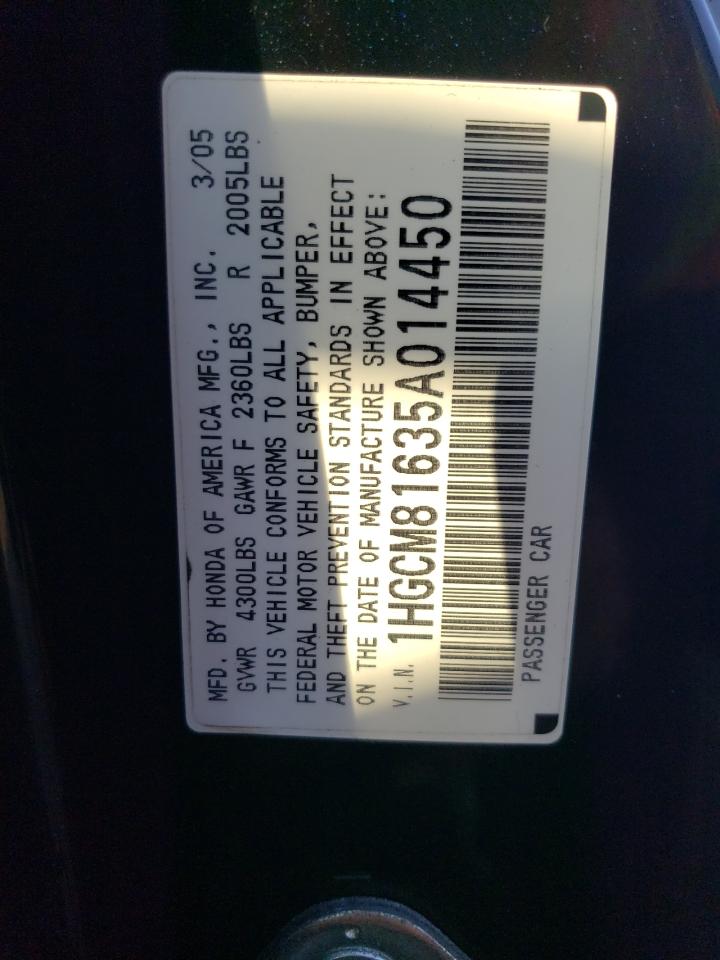 MFD. BY HONDA OF AMERICA MFG., INC. 3/05
GVWR 4300LBS GAWR F 2360LBS R 2005LBS
THIS VEHICLE CONFORMS TO ALL APPLICABLE
FEDERAL MOTOR VEHICLE SAFETY, BUMPER,
AND THEFT PREVENTION STANDARDS IN EFFECT
ON THE DATE OF MANUFACTURE SHOWN ABOVE:
V.I.N. 1HGCM81635A014450
PASSENGER CAR